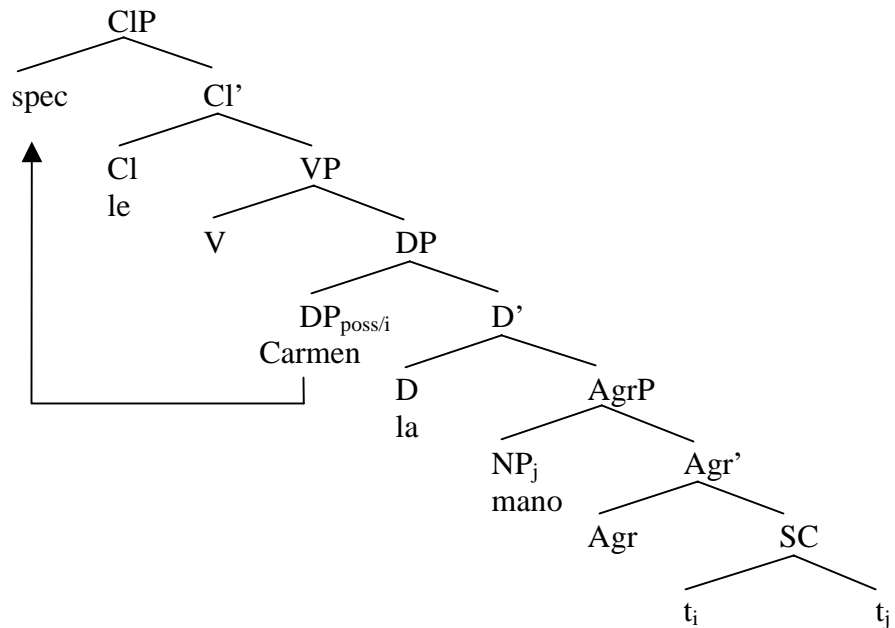 ClP
spec Cl’
Cl VP
le
V DP
DPposs/i D’
Carmen
D AgrP
la
NPj Agr’
mano
Agr SC
ti tj